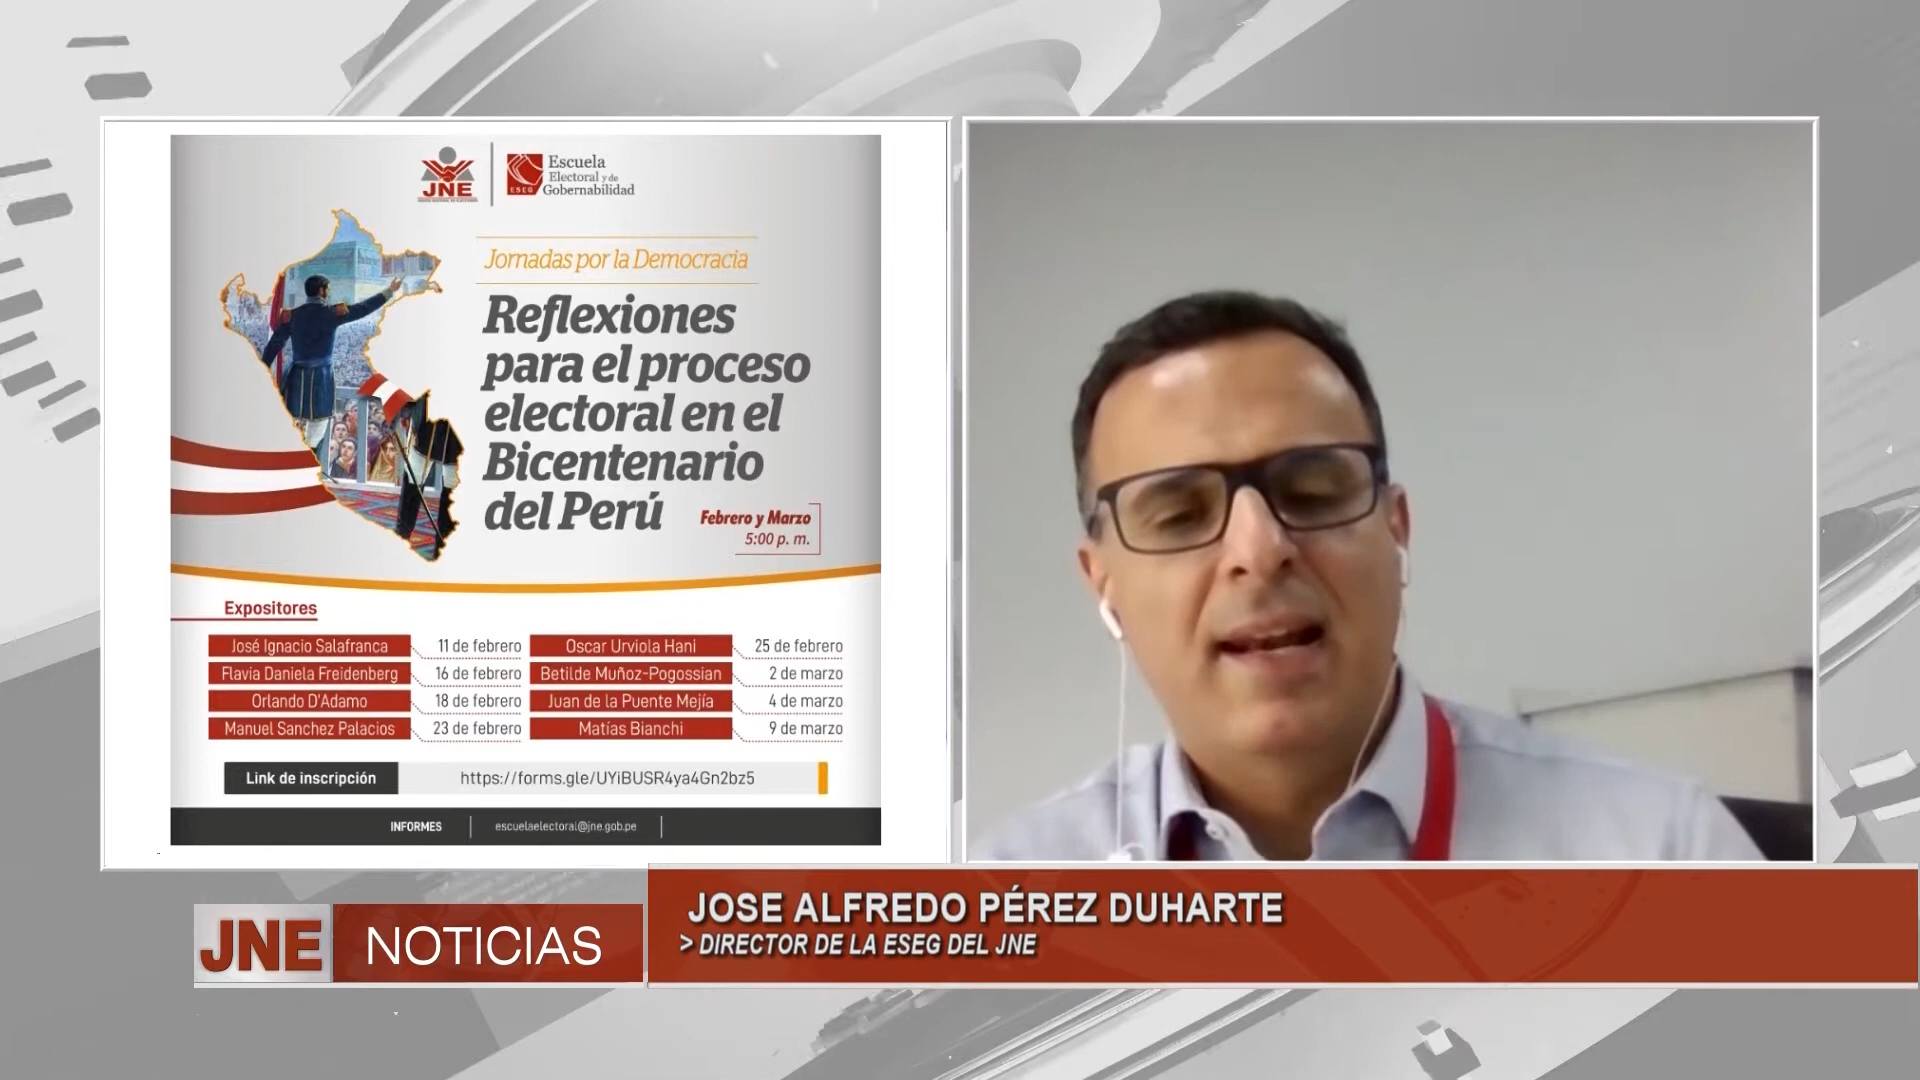 JNE
Escuela
Electoral y de
Gobernabilidad
ESEG
Jornadas por la Democracia
Reflexiones
para el proceso
electoral en el
Bicentenario
del Perú
Febrero y Marzo
5:00 p. m.
Expositores
José Ignacio Salafranca 11 de febrero
Flavia Daniela Freidenberg 16 de febrero
Orlando D'Adamo 18 de febrero
Manuel Sanchez Palacios 23 de febrero
Oscar Urviola Hani 25 de febrero
Betilde Muñoz-Pogossian 2 de marzo
Juan de la Puente Mejía 4 de marzo
Matías Bianchi 9 de marzo
Link de inscripción https://forms.gle/UYiBUSR4ya4Gn2bz5
INFORMES escuelaelectoral@jne.gob.pe
JNE NOTICIAS
JOSE ALFREDO PÉREZ DUHARTE
> DIRECTOR DE LA ESEG DEL JNE